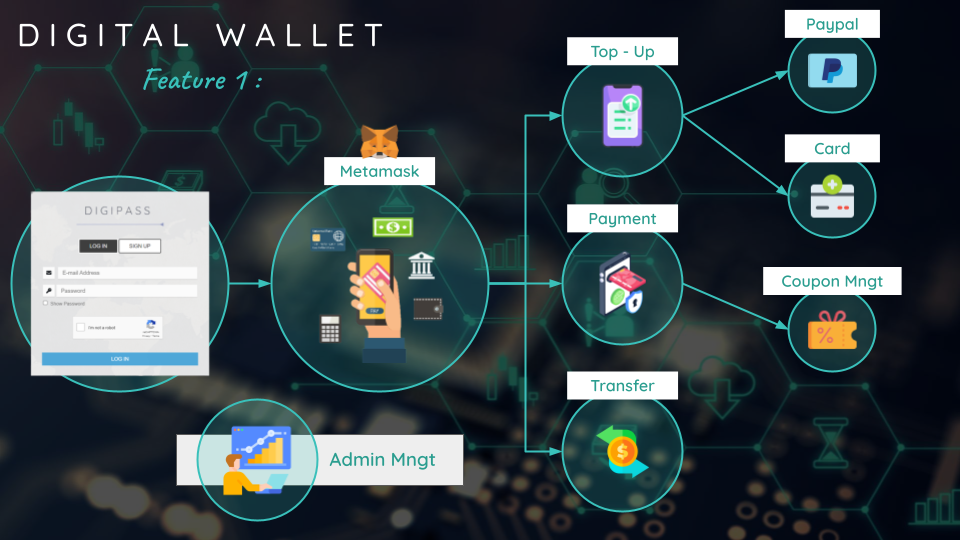 DIGITAL WALLET
Feature 1 :
DIGIPASS
LOG IN
SIGN UP
E-mail Address
Password
Show Password
I'm not a robot
LOG IN
Metamask
PAY
Top - Up
Payment
Transfer
Paypal
Card
Coupon Mngt
Admin Mngt